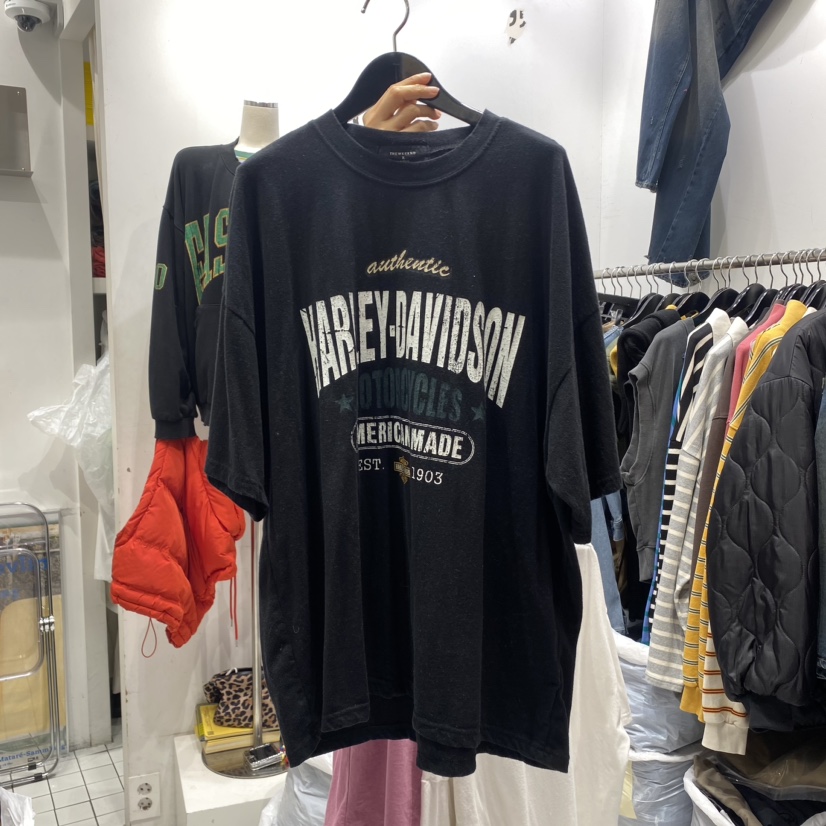 authentic
HARLEY-DAVIDSON
MOTORCYCLES
AMERICAN MADE
EST. 1903